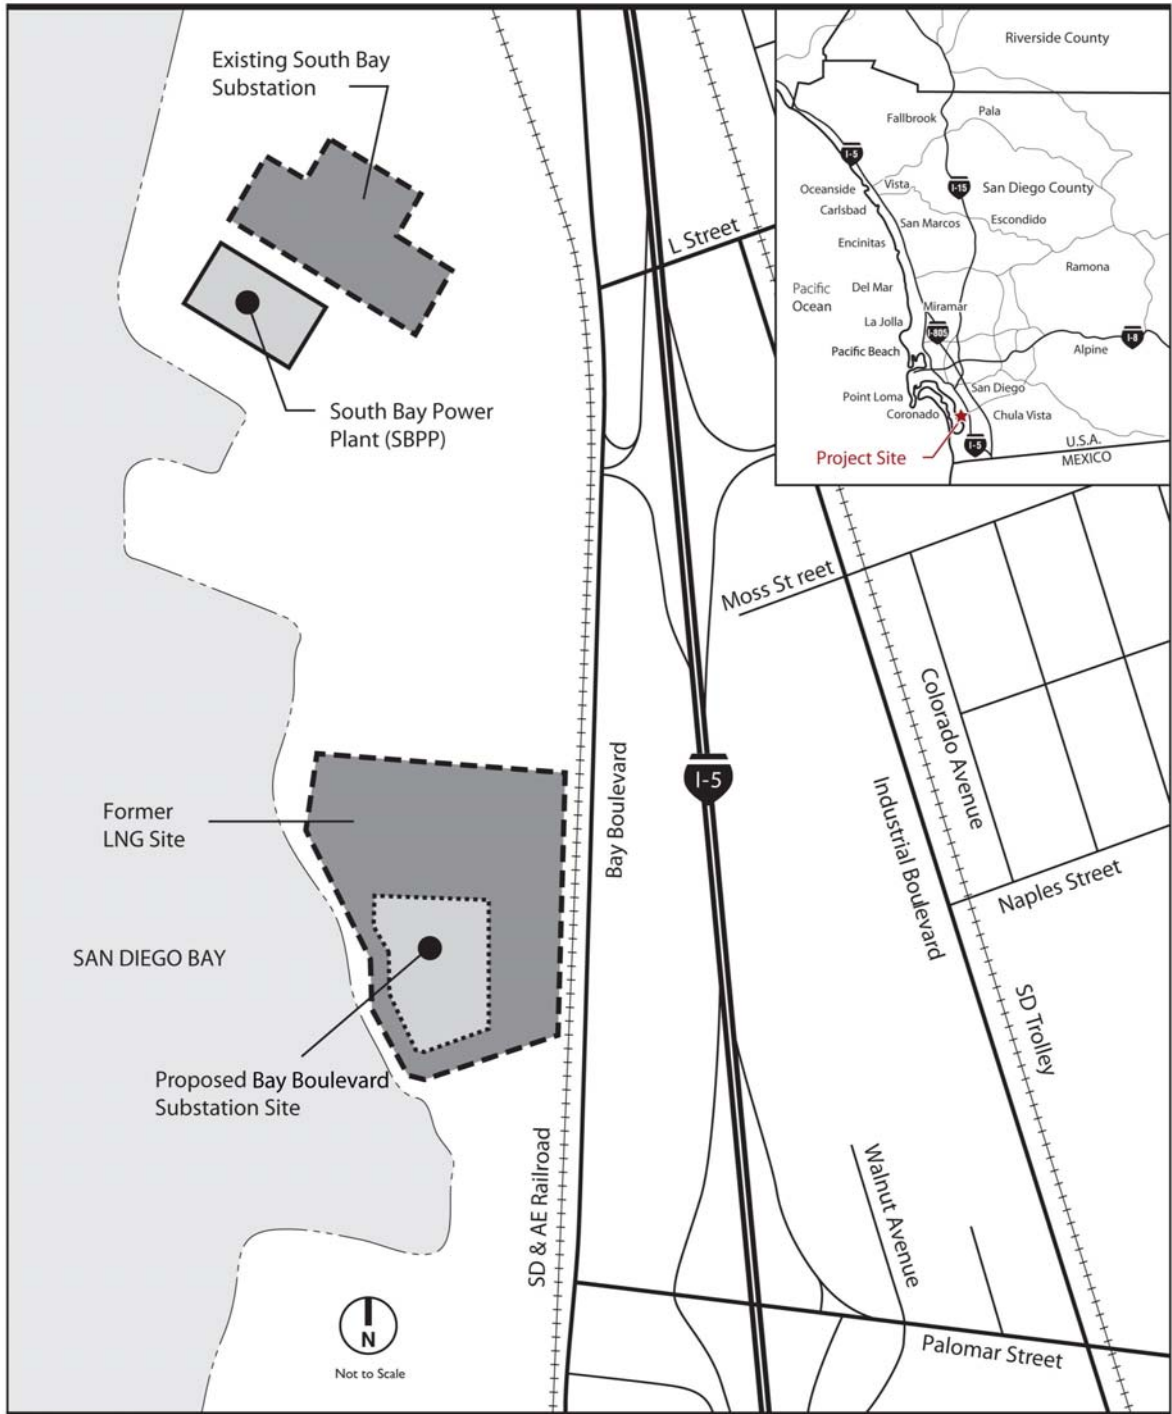 Existing South Bay
Substation
South Bay Power
Plant (SBPP)
L Street
Riverside County
Fallbrook
Pala
I-5
Oceanside
Vista
I-15
San Diego County
Carlsbad
San Marcos
Escondido
Encinitas
Ramona
Pacific
Ocean
Del Mar
Miramar
La Jolla
I-805
I-8
Pacific Beach
Alpine
Point Loma
San Diego
Coronado
Chula Vista
Project Site
I-5
U.S.A.
MEXICO
Moss St reet
Colorado Avenue
Bay Boulevard
I-5
Industrial Boulevard
Former
LNG Site
Naples Street
SAN DIEGO BAY
SD Trolley
Proposed Bay Boulevard
Substation Site
SD & AE Railroad
Walnut Avenue
N
Not to Scale
Palomar Street